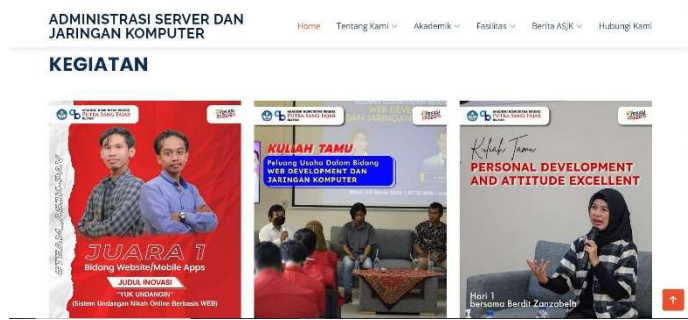 ADMINISTRASI SERVER DAN
JARINGAN KOMPUTER
Home Tentang Kami Akademik Fasilitas Berita ASJK Hubungi Kami
KEGIATAN
PUTRA SANG FAJAR
#TEAM_ASJK-PAY
JUARA 1
Bidang Website/Mobile Apps
JUDUL INOVASI
"YUK UNDANGIN"
(Sistem Undangan Nikah Online Berbasis WEB)
PUTRA SANG FAJAR
KULIAH TAMU
Peluang Usaha Dalam Bidang
WEB DEVELOPMENT DAN
JARINGAN KOMPUTER
PUTRA SANG FAJAR
Kuliah Tamu
PERSONAL DEVELOPMENT
AND ATTITUDE EXCELLENT
Hari 1
bersama Berdit Zanzabela